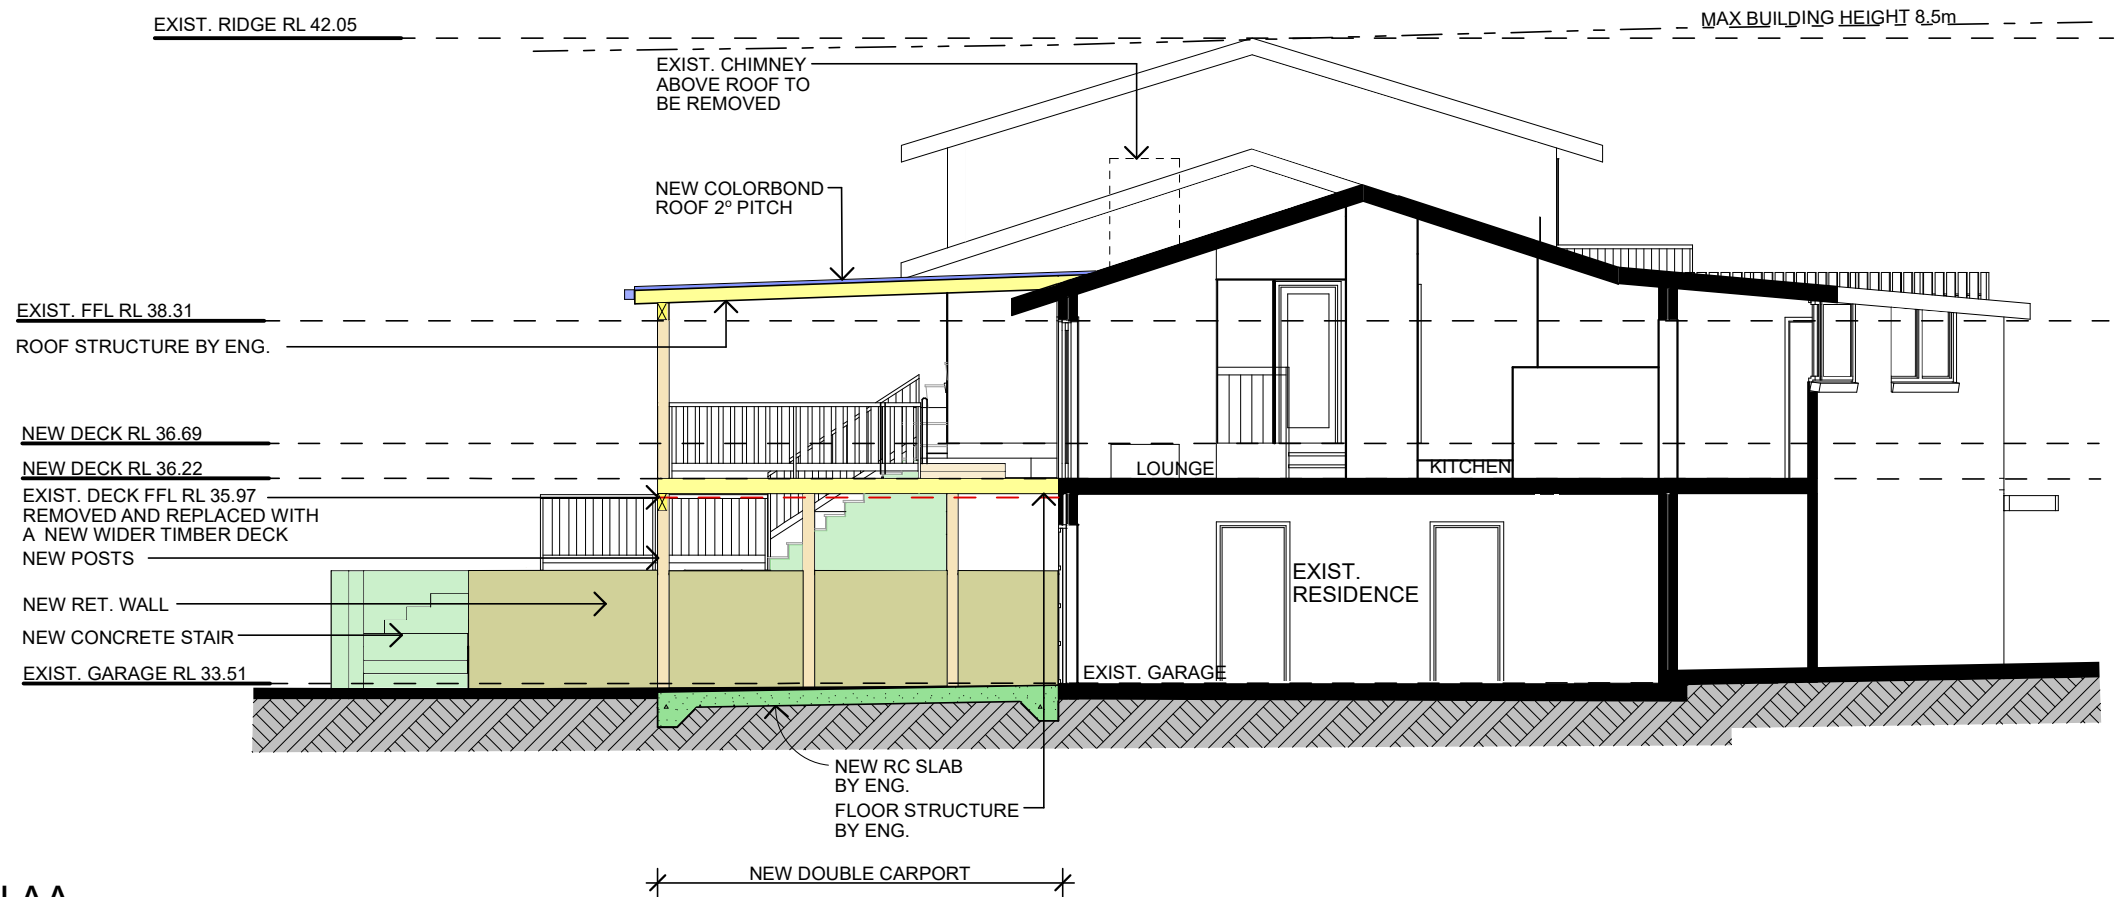 EXIST. RIDGE RL 42.05
MAX BUILDING HEIGHT 8.5m
EXIST. CHIMNEY
ABOVE ROOF TO
BE REMOVED
NEW COLORBOND
ROOF 2º PITCH
EXIST. FFL RL 38.31
ROOF STRUCTURE BY ENG.
NEW DECK RL 36.69
NEW DECK RL 36.22
LOUNGE
KITCHEN
EXIST. DECK FFL RL 35.97
REMOVED AND REPLACED WITH
A NEW WIDER TIMBER DECK
NEW POSTS
EXIST.
RESIDENCE
NEW RET. WALL
NEW CONCRETE STAIR
EXIST. GARAGE RL 33.51
EXIST. GARAGE
NEW RC SLAB
BY ENG.
FLOOR STRUCTURE
BY ENG.
NEW DOUBLE CARPORT